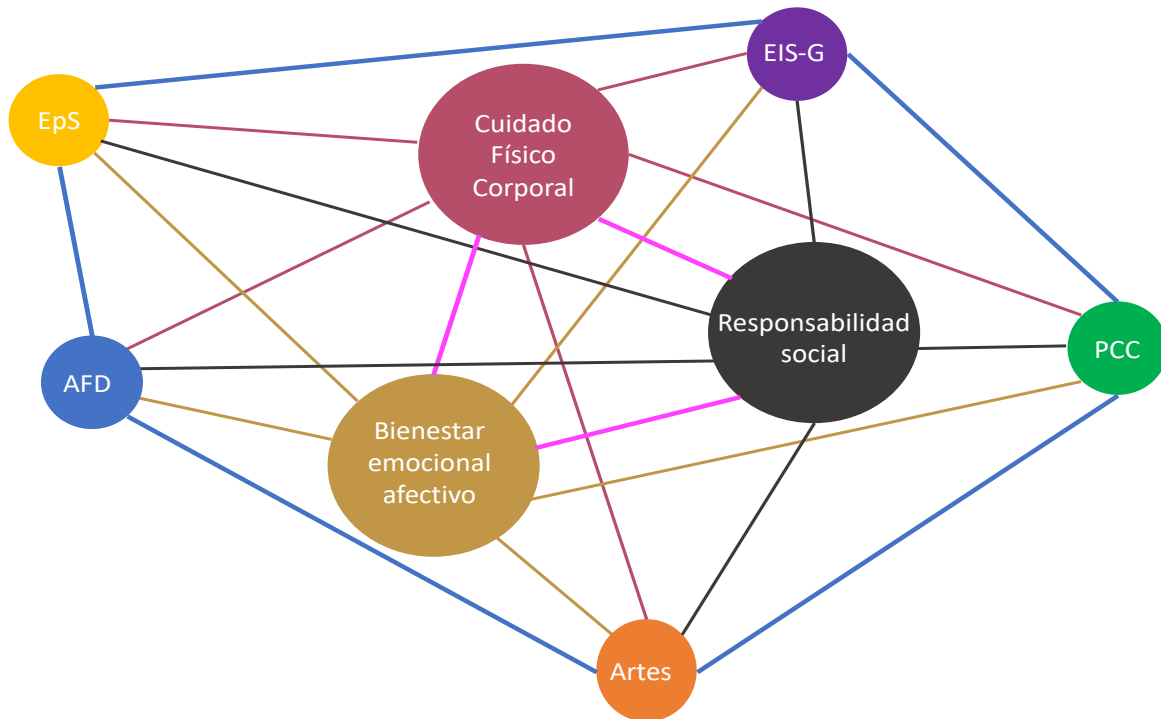 EIS-G
EpS
Cuidado
Físico
Corporal
Responsabilidad
social
PCC
AFD
Bienestar
emocional
afectivo
Artes